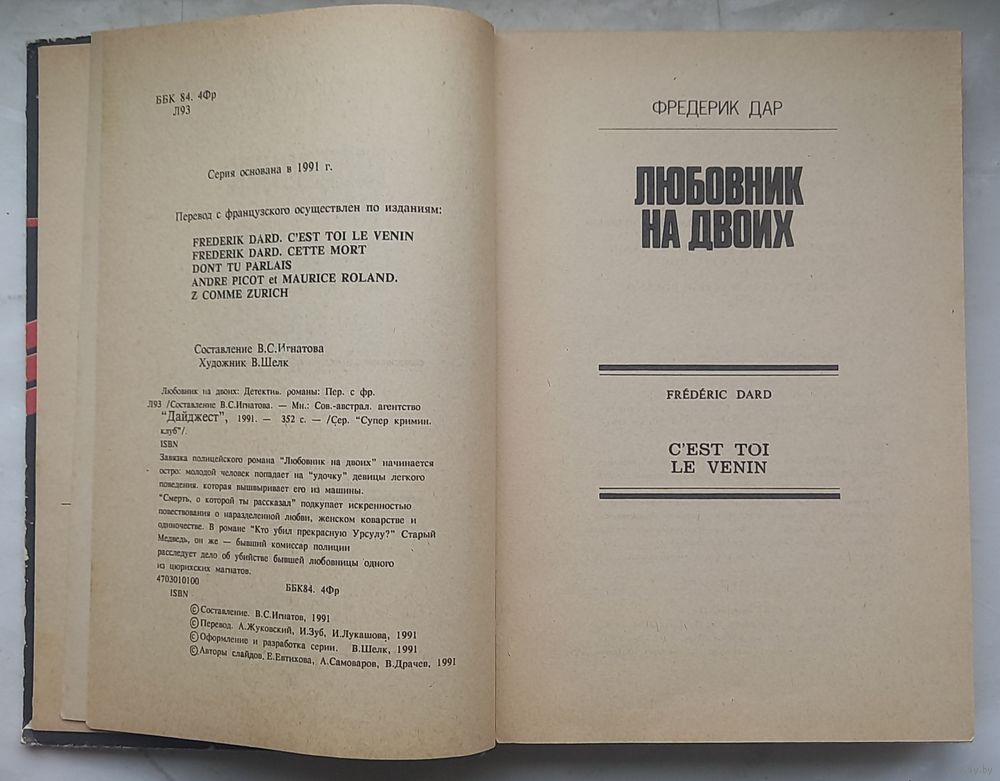 ББК 84. 4Фр
Л93
Серия основана в 1991 г.
Перевод с французского осуществлен по изданиям:
FREDERIK DARD. C'EST TOI LE VENIN
FREDERIK DARD. CETTE MORT
DONT TU PARLAIS
ANDRE PICOT et MAURICE ROLAND.
Z COMME ZURICH
Составление В.С.Игнатова
Художник В.Шелк
Любовник на двоих: Детектив. романы: Пер. с фр.
Л93 /Составление В.С.Игнатова. — Мн.: Сов.-австрал. агентство
"Дайджест", 1991. — 352 с. — /Сер. "Супер кримин.
клуб"/.
ISBN
Завязка полицейского романа "Любовник на двоих" начинается
остро: молодой человек попадает на "удочку" девицы легкого
поведения. которая вышвыривает его из машины.
"Смерть, о которой ты рассказал" подкупает искренностью
повествования о наразделенной любви, женском коварстве и
одиночестве. В романе "Кто убил прекрасную Урсулу?" Старый
Медведь, он же — бывший комиссар полиции
расследует дело об убийстве бывшей любовницы одного
из цюрихских магнатов.
4703010100
ББК84. 4Фр
ISBN
© Составление. В.С.Игнатов, 1991
© Перевод. А.Жуковский, И.Зуб, И.Лукашова, 1991
© Оформление и разработка серии. В.Шелк, 1991
© Авторы слайдов, Е.Евтихова, А.Самоваров, В.Драчев, 1991
ФРЕДЕРИК ДАР
ЛЮБОВНИК
НА ДВОИХ
FRÉDÉRIC DARD
C'EST TOI
LE VENIN